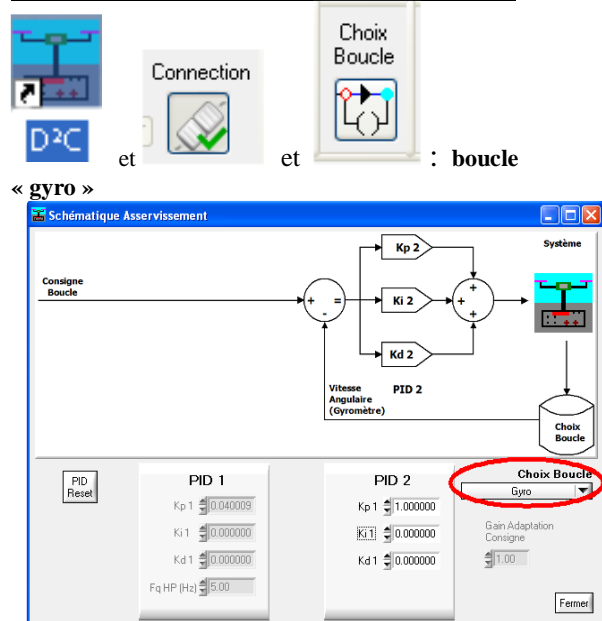 Choix
Boucle
Connection
D²C
et
et
: boucle
« gyro »
Schématique Asservissement
Système
Consigne
Boucle
Kp 2
+
- =
+
+
+
Ki 2
Kd 2
Vitesse
Angulaire
(Gyromètre)
PID 2
Choix
Boucle
PID
Reset
PID 1
Kp 1 0.040009
Ki 1 0.000000
Kd 1 0.000000
Fq HP (Hz) 5.00
PID 2
Kp 1 1.000000
Ki 1 0.000000
Kd 1 0.000000
Choix Boucle
Gyro
Gain Adaptation
Consigne
1.00
Fermer